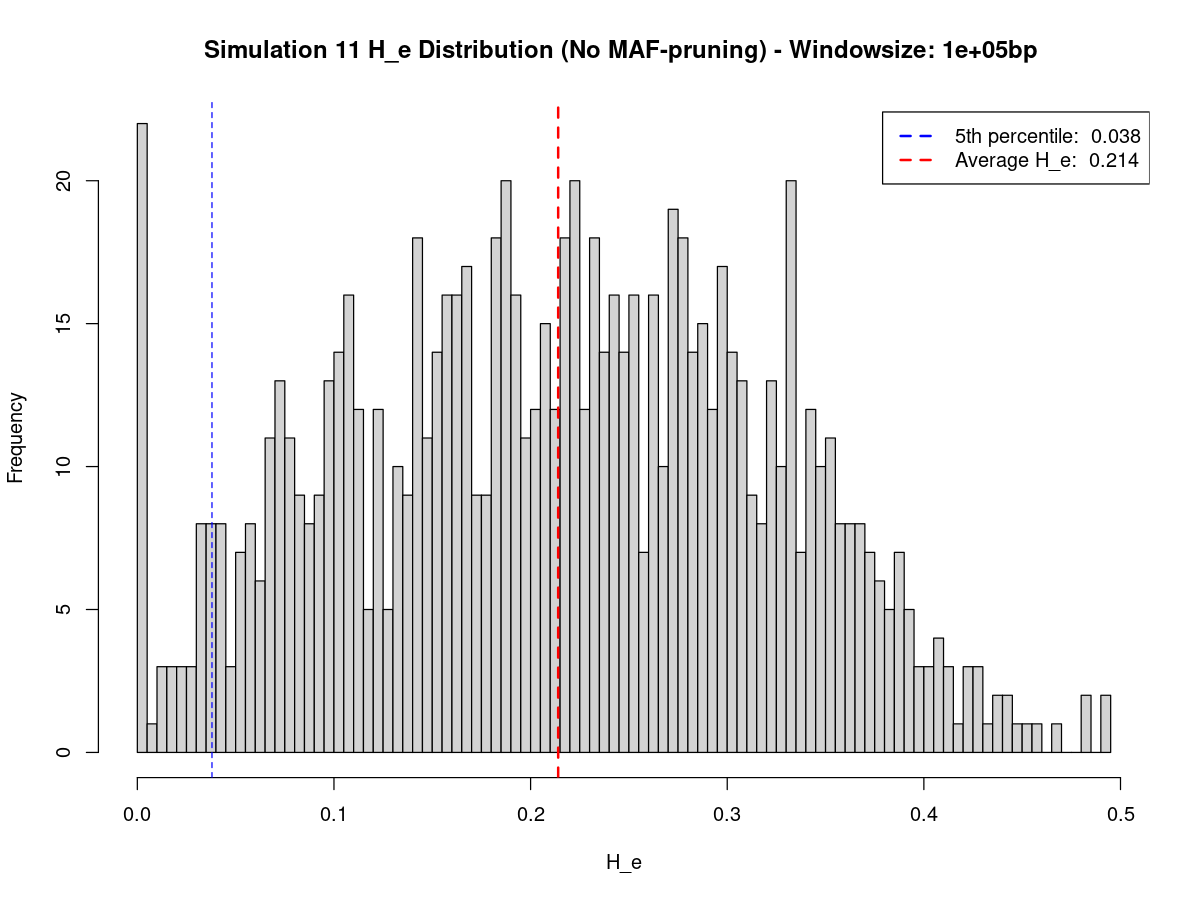 Simulation 11 H_e Distribution (No MAF-pruning) - Windowsize: 1e+05bp
5th percentile: 0.038
Average H_e: 0.214
Frequency
20
15
10
5
0
0.0 0.1 0.2 0.3 0.4 0.5
H_e